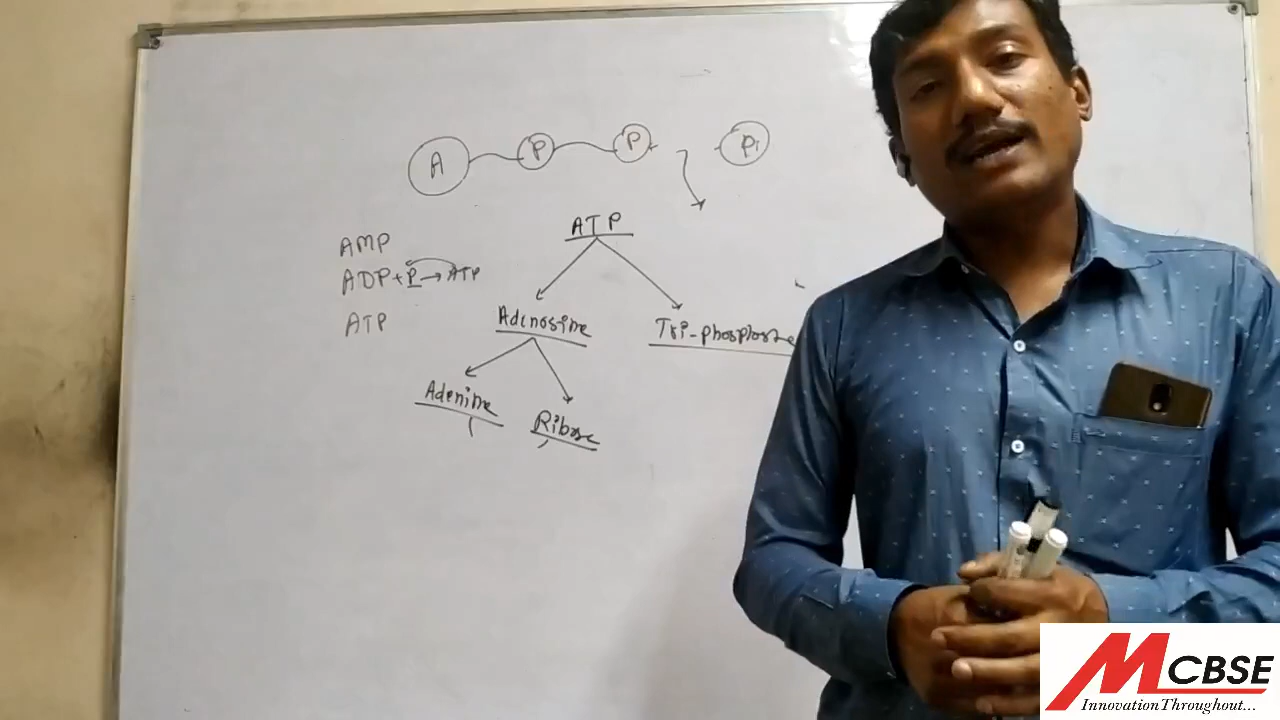 A P P Pi
ATP
AMP
ADP + P → ATP
ATP
Adenosine
Tri-phosphate
Adenine
Ribose
MCBSE
Innovation Throughout...